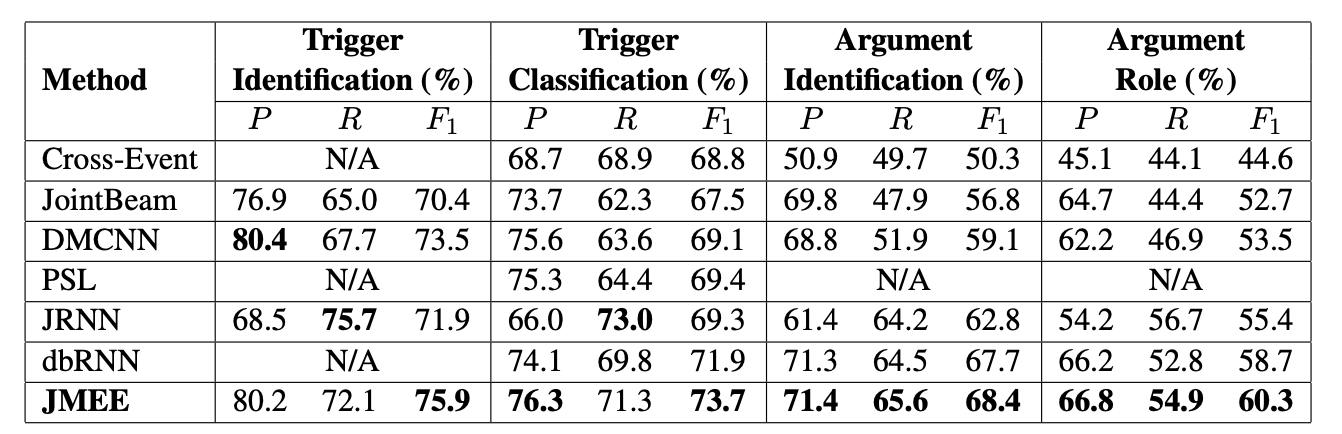 Method Trigger Identification (%) Trigger Classification (%) Argument Identification (%) Argument Role (%)
P R F1 P R F1 P R F1 P R F1
Cross-Event N/A 68.7 68.9 68.8 50.9 49.7 50.3 45.1 44.1 44.6
JointBeam 76.9 65.0 70.4 73.7 62.3 67.5 69.8 47.9 56.8 64.7 44.4 52.7
DMCNN 80.4 67.7 73.5 75.6 63.6 69.1 68.8 51.9 59.1 62.2 46.9 53.5
PSL N/A 75.3 64.4 69.4 N/A N/A
JRNN 68.5 75.7 71.9 66.0 73.0 69.3 61.4 64.2 62.8 54.2 56.7 55.4
dbRNN N/A 74.1 69.8 71.9 71.3 64.5 67.7 66.2 52.8 58.7
JMEE 80.2 72.1 75.9 76.3 71.3 73.7 71.4 65.6 68.4 66.8 54.9 60.3